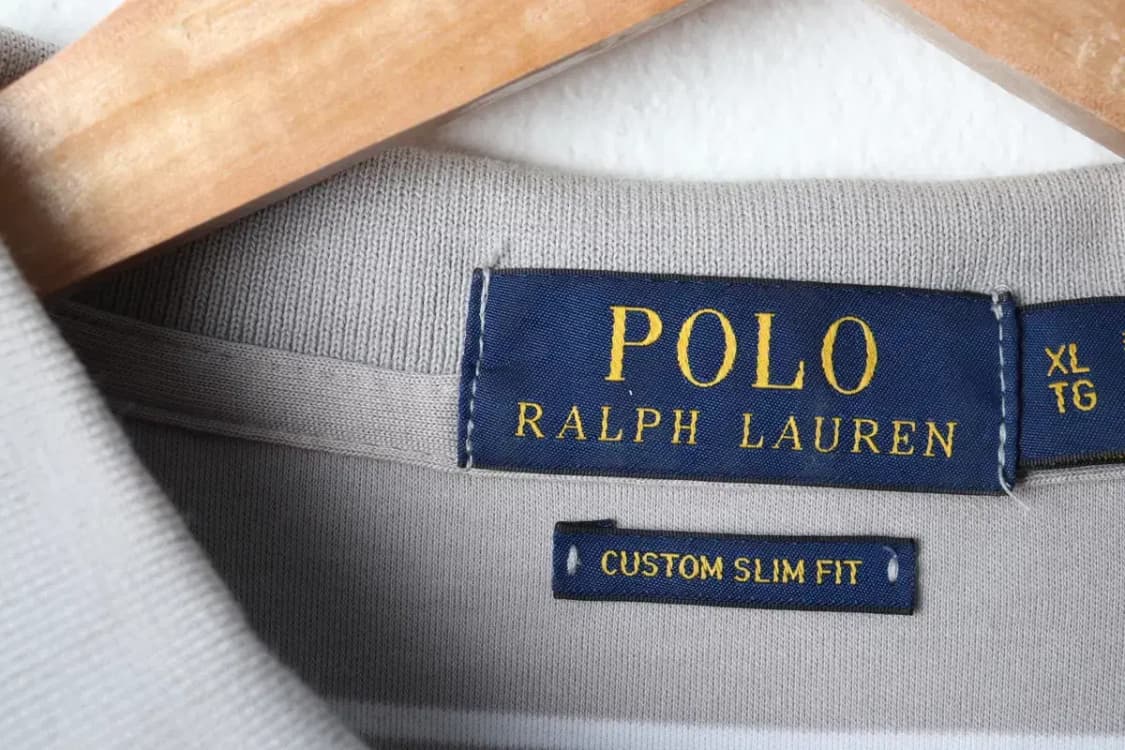 POLO
RALPH LAUREN
XL
TG
CUSTOM SLIM FIT